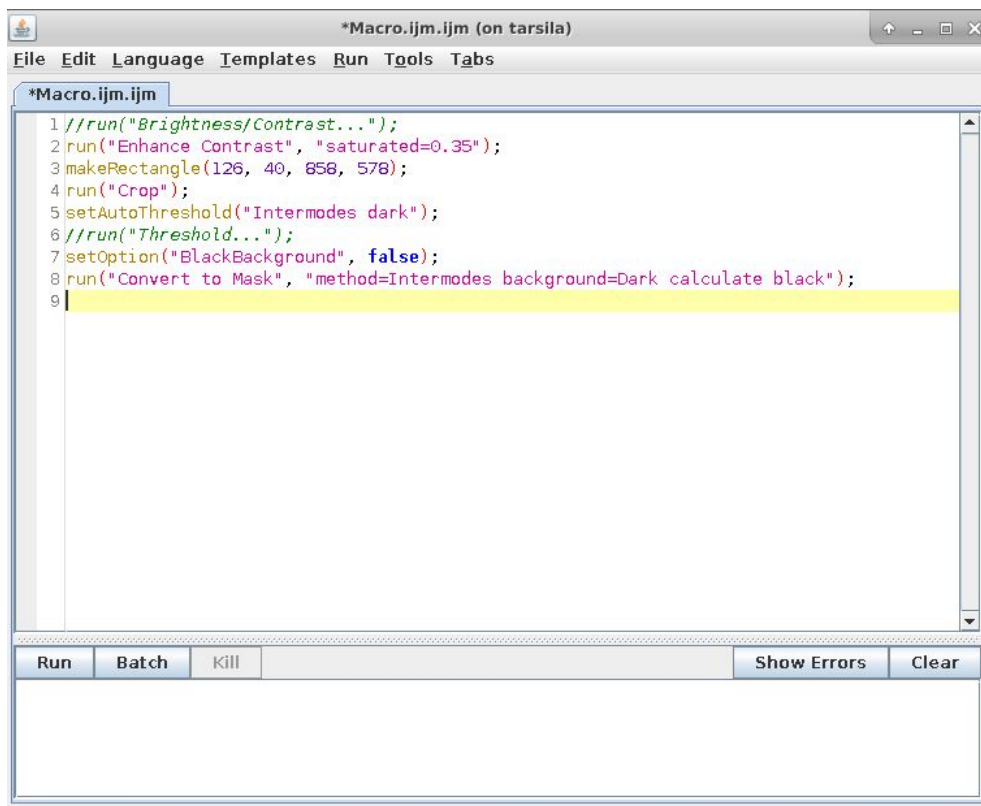 *Macro.ijm.ijm (on tarsila)
File Edit Language Templates Run Tools Tabs
*Macro.ijm.ijm
1 //run("Brightness/Contrast...");
2 run("Enhance Contrast", "saturated=0.35");
3 makeRectangle(126, 40, 858, 578);
4 run("Crop");
5 setAutoThreshold("Intermodes dark");
6 //run("Threshold...");
7 setOption("BlackBackground", false);
8 run("Convert to Mask", "method=Intermodes background=Dark calculate black");
9
Run Batch Kill Show Errors Clear